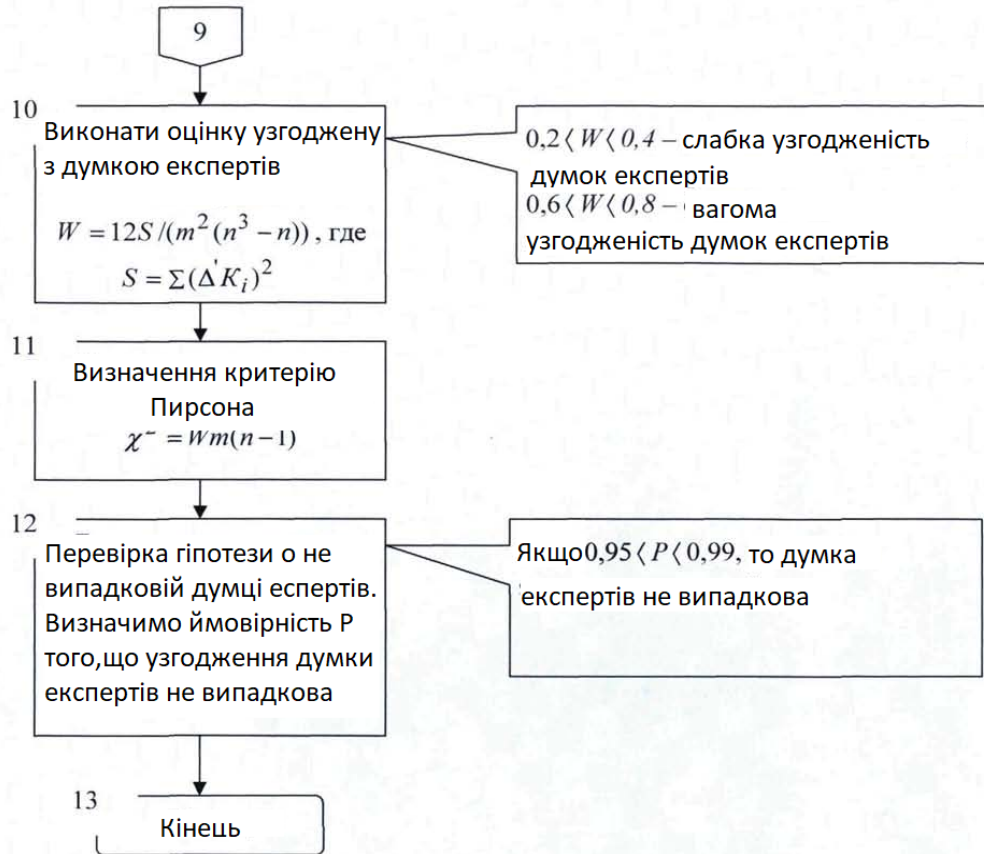 9
10
Виконати оцінку узгоджену
з думкою експертів
W = 12S /(m²(n³ − n)) , где
S = Σ(Δ'Kᵢ)²
0,2 ⟨ W ⟨ 0,4 – слабка узгодженість
думок експертів
0,6 ⟨ W ⟨ 0,8 – вагома
узгодженість думок експертів
11
Визначення критерію
Пирсона
χ⁻ = Wm(n−1)
12
Перевірка гіпотези о не
випадковій думці еспертів.
Визначимо ймовірність Р
того,що узгодження думки
експертів не випадкова
Якщо 0,95 ⟨ P ⟨ 0,99, то думка
експертів не випадкова
13
Кінець